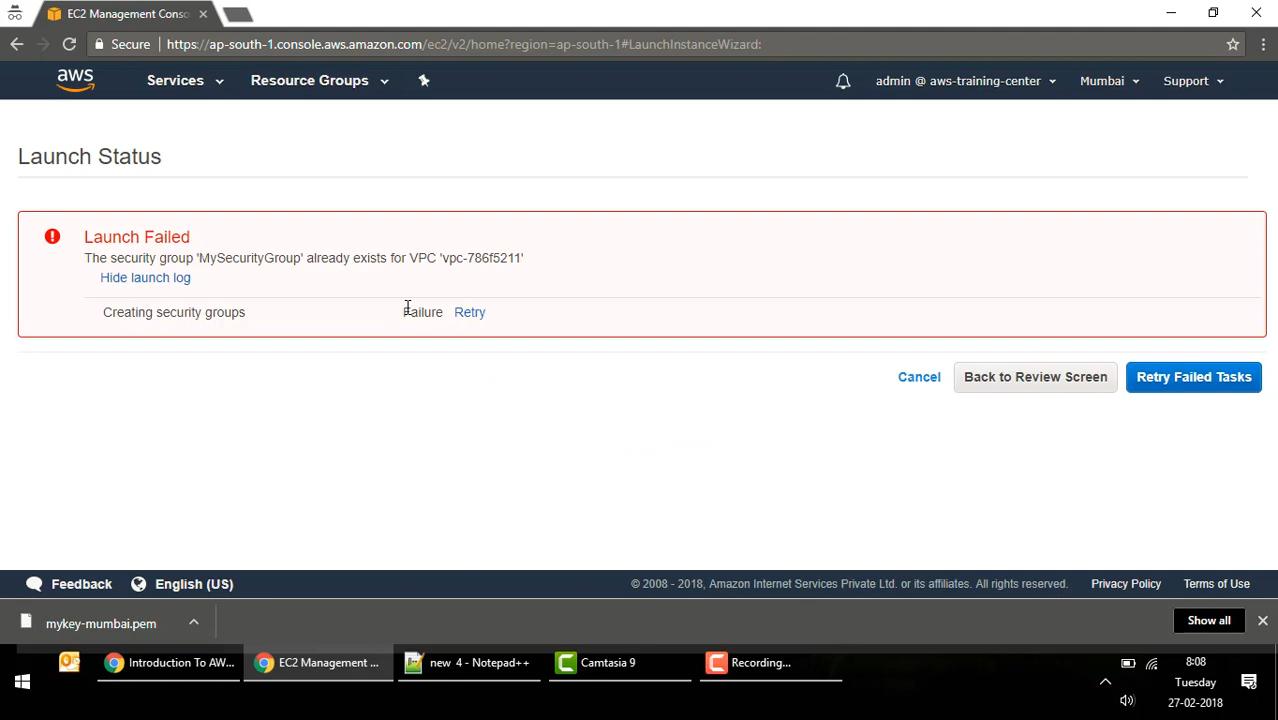 EC2 Management Conso
Secure https://ap-south-1.console.aws.amazon.com/ec2/v2/home?region=ap-south-1#LaunchInstanceWizard:
aws Services Resource Groups admin @ aws-training-center Mumbai Support
Launch Status
Launch Failed
The security group 'MySecurityGroup' already exists for VPC 'vpc-786f5211'
Hide launch log
Creating security groups Failure Retry
Cancel Back to Review Screen Retry Failed Tasks
Feedback English (US) © 2008 - 2018, Amazon Internet Services Private Ltd. or its affiliates. All rights reserved. Privacy Policy Terms of Use
mykey-mumbai.pem Show all
Introduction To AW... EC2 Management ... new 4 - Notepad++ Camtasia 9 Recording... 8:08
Tuesday
27-02-2018